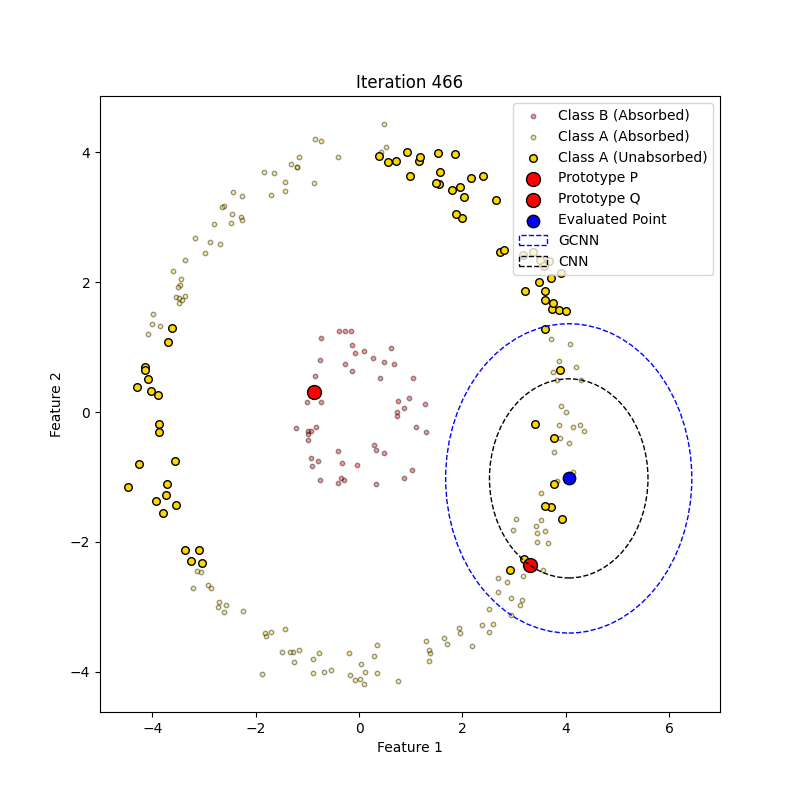 Iteration 466
Class B (Absorbed)
Class A (Absorbed)
Class A (Unabsorbed)
Prototype P
Prototype Q
Evaluated Point
GCNN
CNN
Feature 2
4
2
0
−2
−4
−4
−2
0
2
4
6
Feature 1